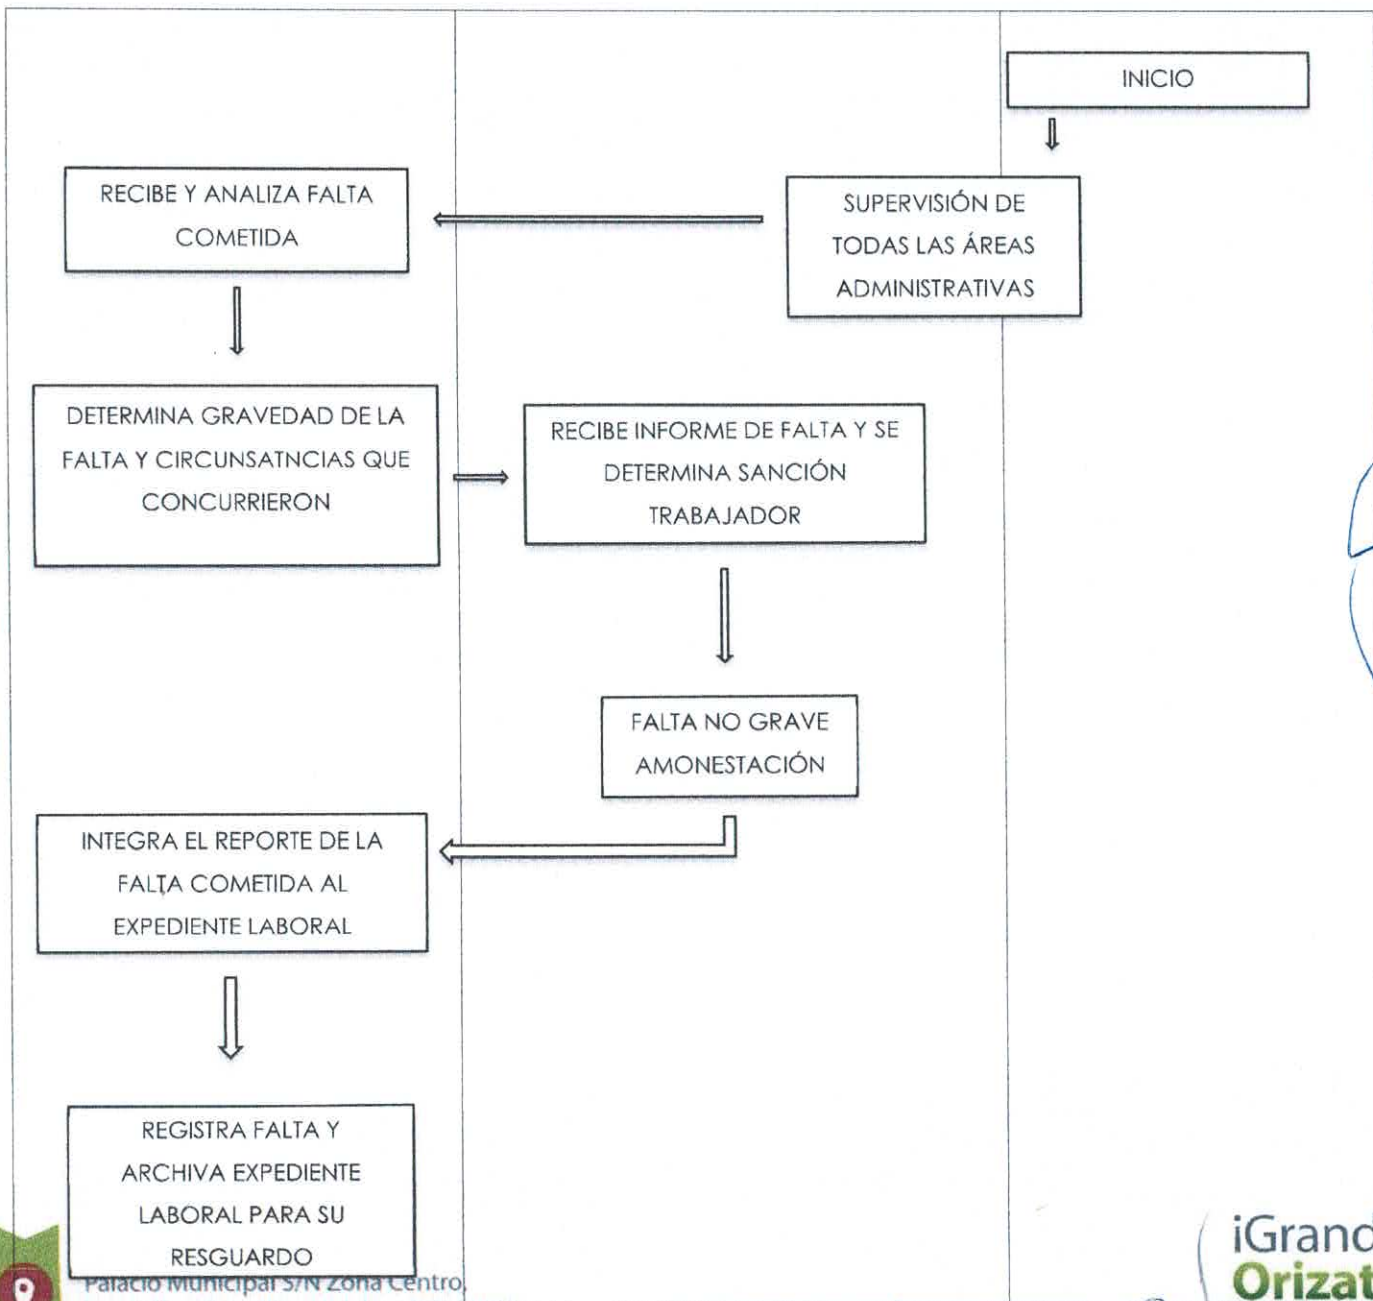 INICIO
SUPERVISIÓN DE
TODAS LAS ÁREAS
ADMINISTRATIVAS
RECIBE Y ANALIZA FALTA
COMETIDA
DETERMINA GRAVEDAD DE LA
FALTA Y CIRCUNSATNCIAS QUE
CONCURRIERON
RECIBE INFORME DE FALTA Y SE
DETERMINA SANCIÓN
TRABAJADOR
FALTA NO GRAVE
AMONESTACIÓN
INTEGRA EL REPORTE DE LA
FALTA COMETIDA AL
EXPEDIENTE LABORAL
REGISTRA FALTA Y
ARCHIVA EXPEDIENTE
LABORAL PARA SU
RESGUARDO
Palacio Municipal S/N Zona Centro,
¡Grand
Orizat